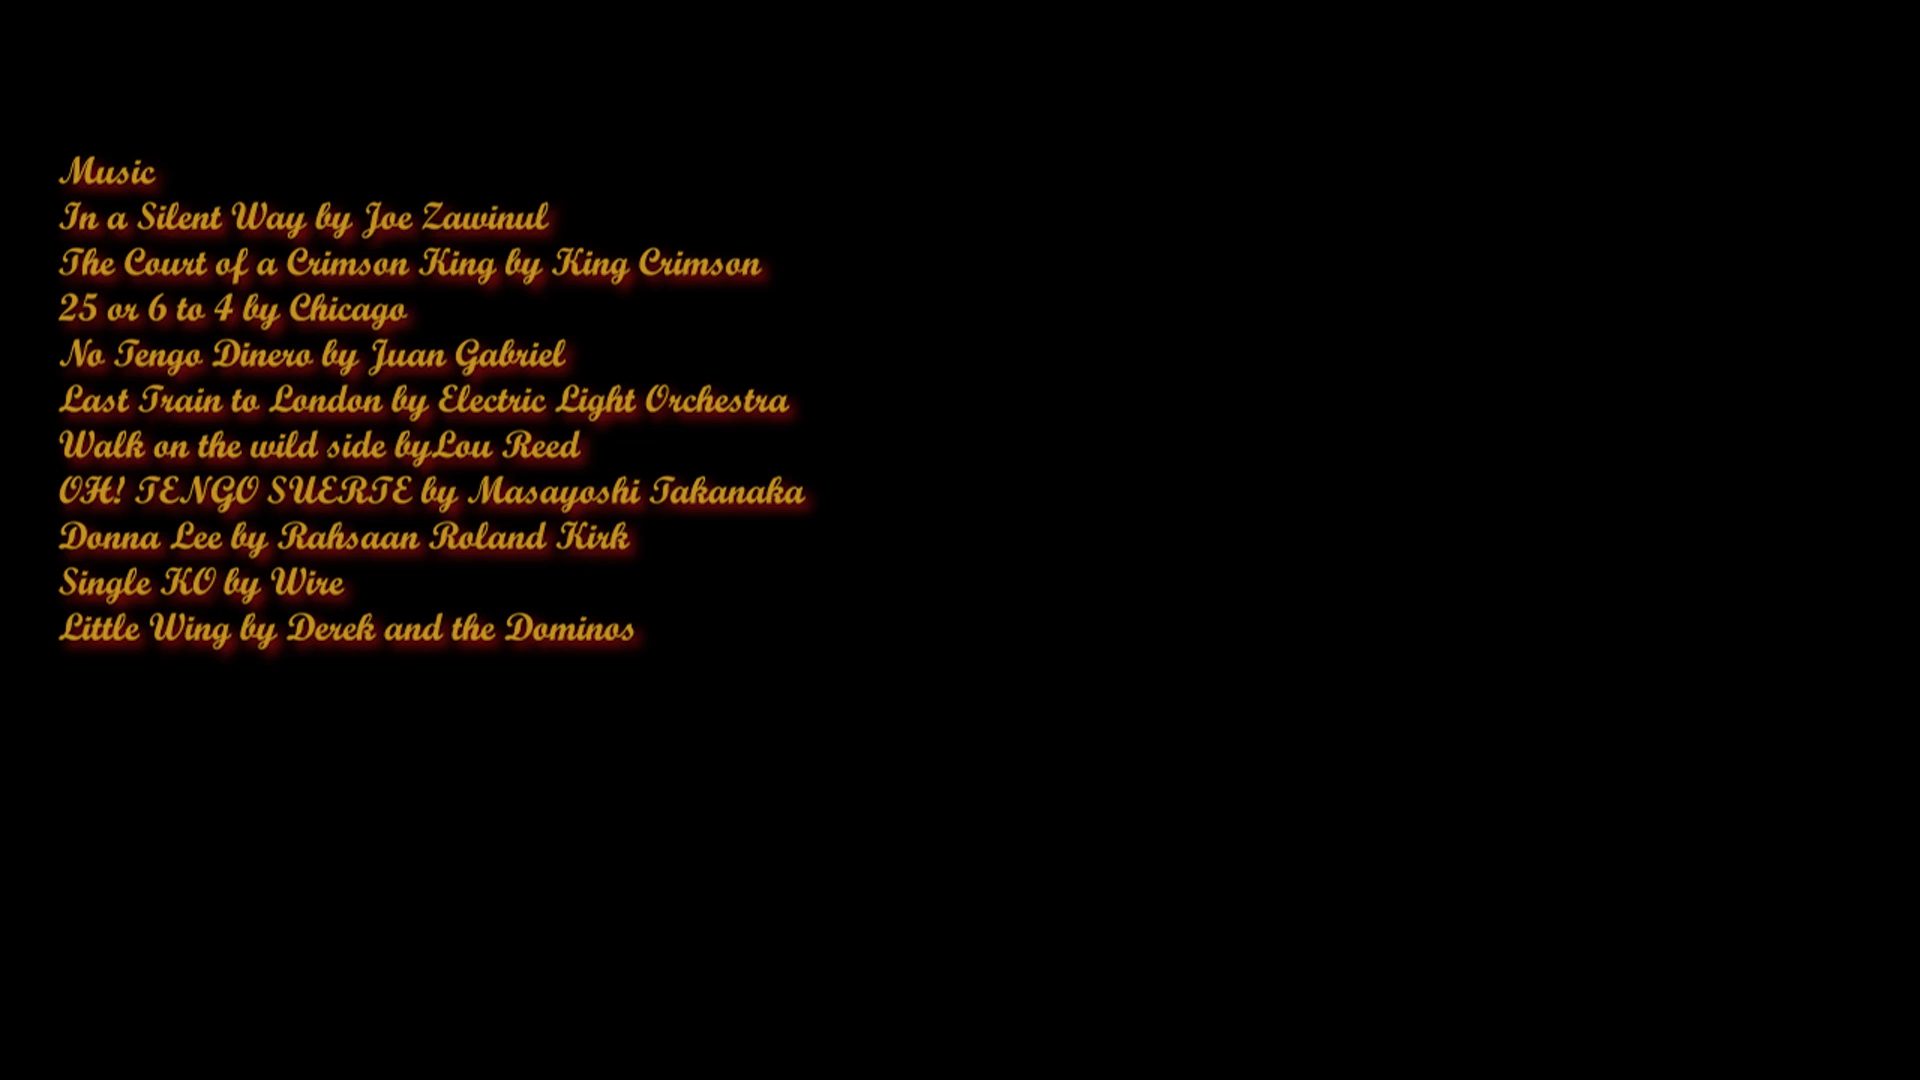 Music
In a Silent Way by Joe Zawinul
The Court of a Crimson King by King Crimson
25 or 6 to 4 by Chicago
No Tengo Dinero by Juan Gabriel
Last Train to London by Electric Light Orchestra
Walk on the wild side byLou Reed
OH! TENGO SUERTE by Masayoshi Takanaka
Donna Lee by Rahsaan Roland Kirk
Single KO by Wire
Little Wing by Derek and the Dominos